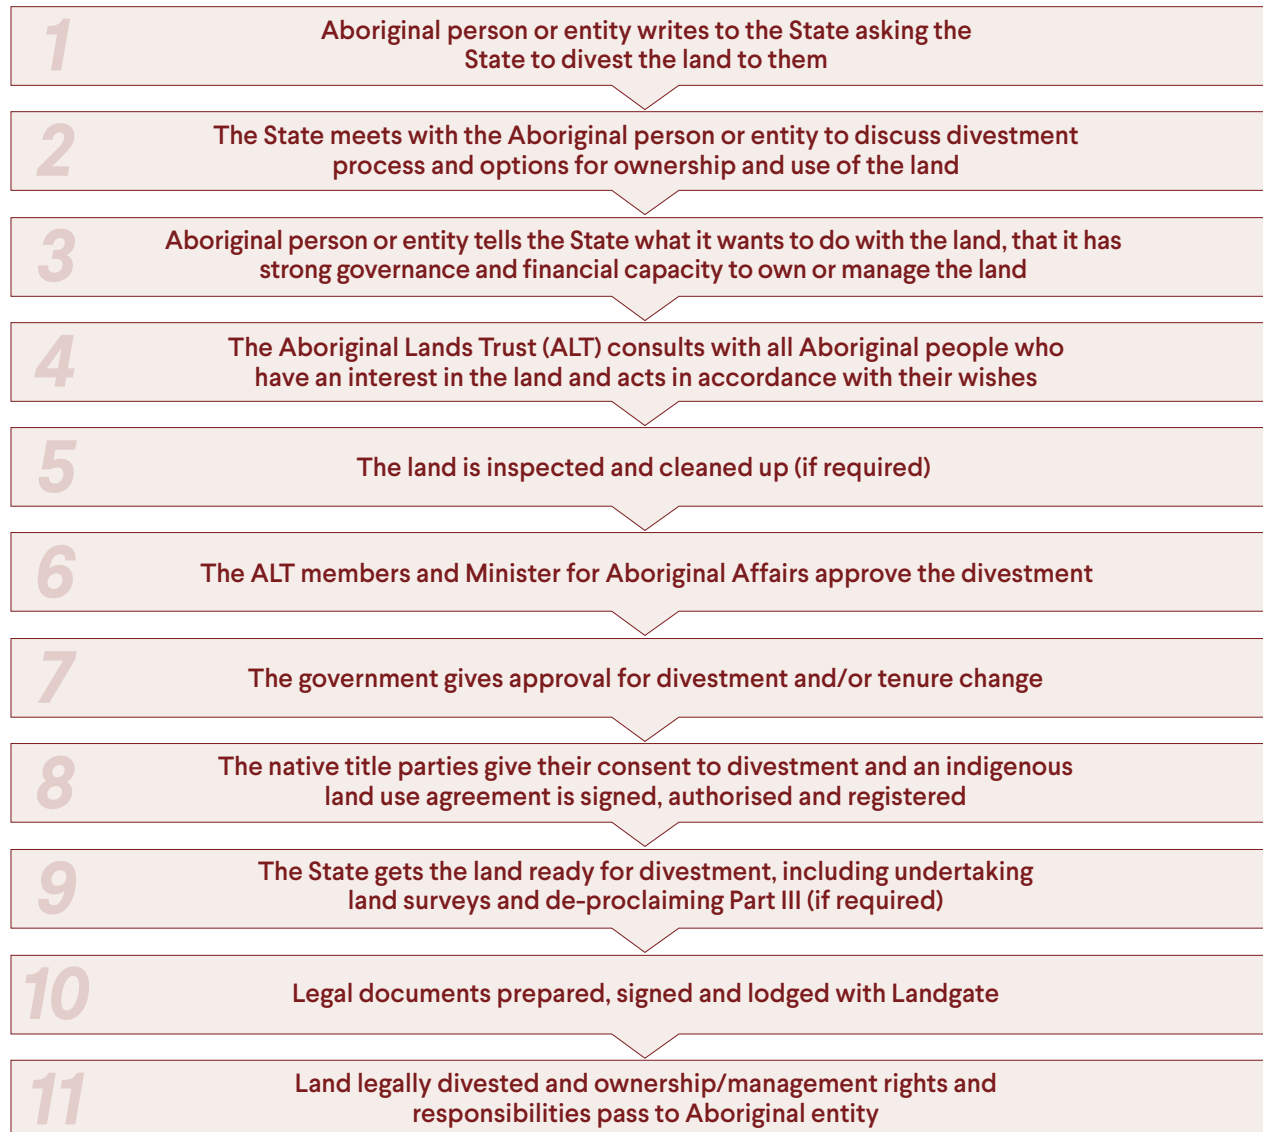 1
Aboriginal person or entity writes to the State asking the
State to divest the land to them
2
The State meets with the Aboriginal person or entity to discuss divestment
process and options for ownership and use of the land
3
Aboriginal person or entity tells the State what it wants to do with the land, that it has
strong governance and financial capacity to own or manage the land
4
The Aboriginal Lands Trust (ALT) consults with all Aboriginal people who
have an interest in the land and acts in accordance with their wishes
5
The land is inspected and cleaned up (if required)
6
The ALT members and Minister for Aboriginal Affairs approve the divestment
7
The government gives approval for divestment and/or tenure change
8
The native title parties give their consent to divestment and an indigenous
land use agreement is signed, authorised and registered
9
The State gets the land ready for divestment, including undertaking
land surveys and de-proclaiming Part III (if required)
10
Legal documents prepared, signed and lodged with Landgate
11
Land legally divested and ownership/management rights and
responsibilities pass to Aboriginal entity